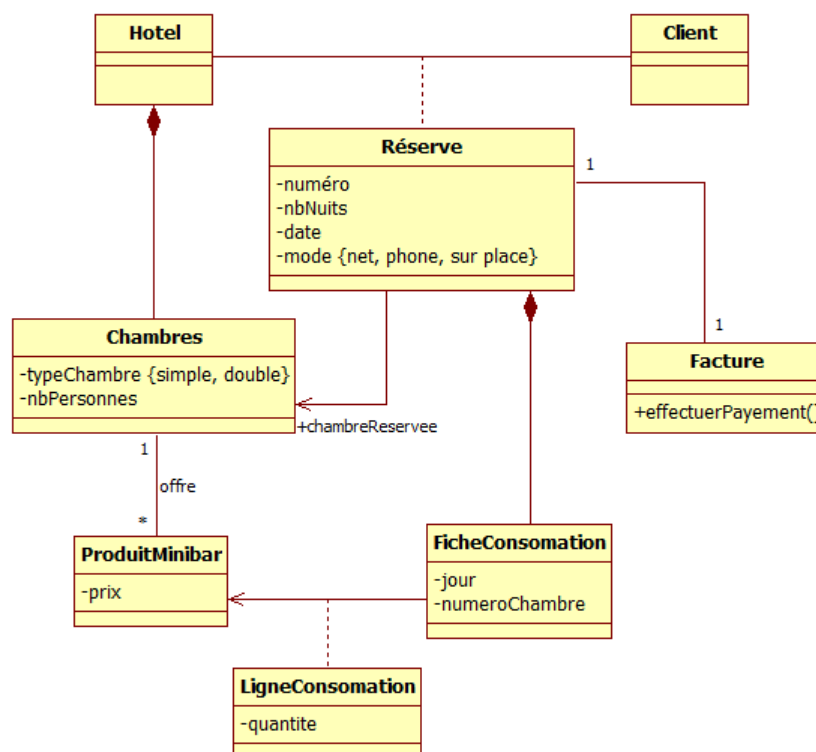 Hotel
Client
Réserve
-numéro
-nbNuits
-date
-mode {net, phone, sur place}
1
1
Chambres
-typeChambre {simple, double}
-nbPersonnes
+chambreReservee
Facture
+effectuerPayement()
1
offre
*
ProduitMinibar
-prix
FicheConsomation
-jour
-numeroChambre
LigneConsomation
-quantite